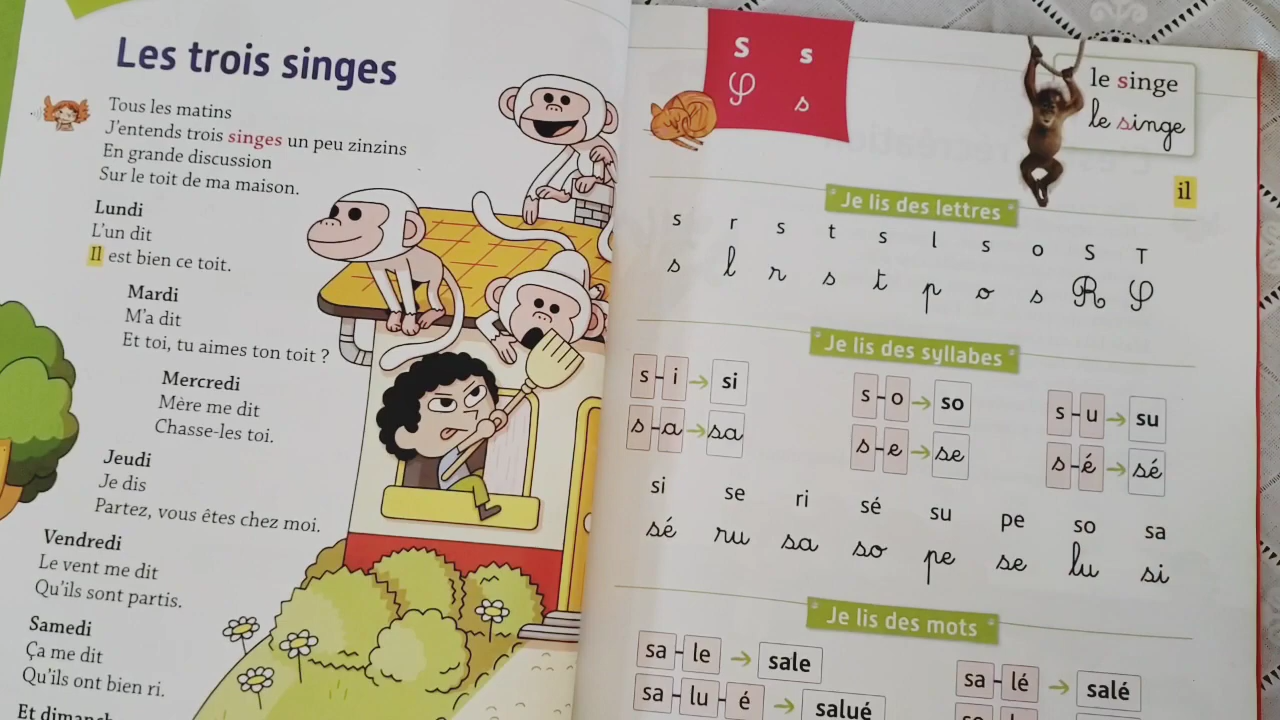 Les trois singes
Tous les matins
J'entends trois singes un peu zinzins
En grande discussion
Sur le toit de ma maison.
Lundi
L'un dit
Il est bien ce toit.
Mardi
M'a dit
Et toi, tu aimes ton toit ?
Mercredi
Mère me dit
Chasse-les toi.
Jeudi
Je dis
Partez, vous êtes chez moi.
Vendredi
Le vent me dit
Qu'ils sont partis.
Samedi
Ça me dit
Qu'ils ont bien ri.
Et dimanch
s s
S s
le singe
le singe
il
Je lis des lettres
s r s t s l s o S T
s l r s t p o s R S
Je lis des syllabes
s - i → si s - o → so s - u → su
s - a → sa s - e → se s - é → sé
si se ri sé su pe so sa
sé ru sa so pe se lu si
Je lis des mots
sa - le → sale sa - lé → salé
sa - lu - é → salué